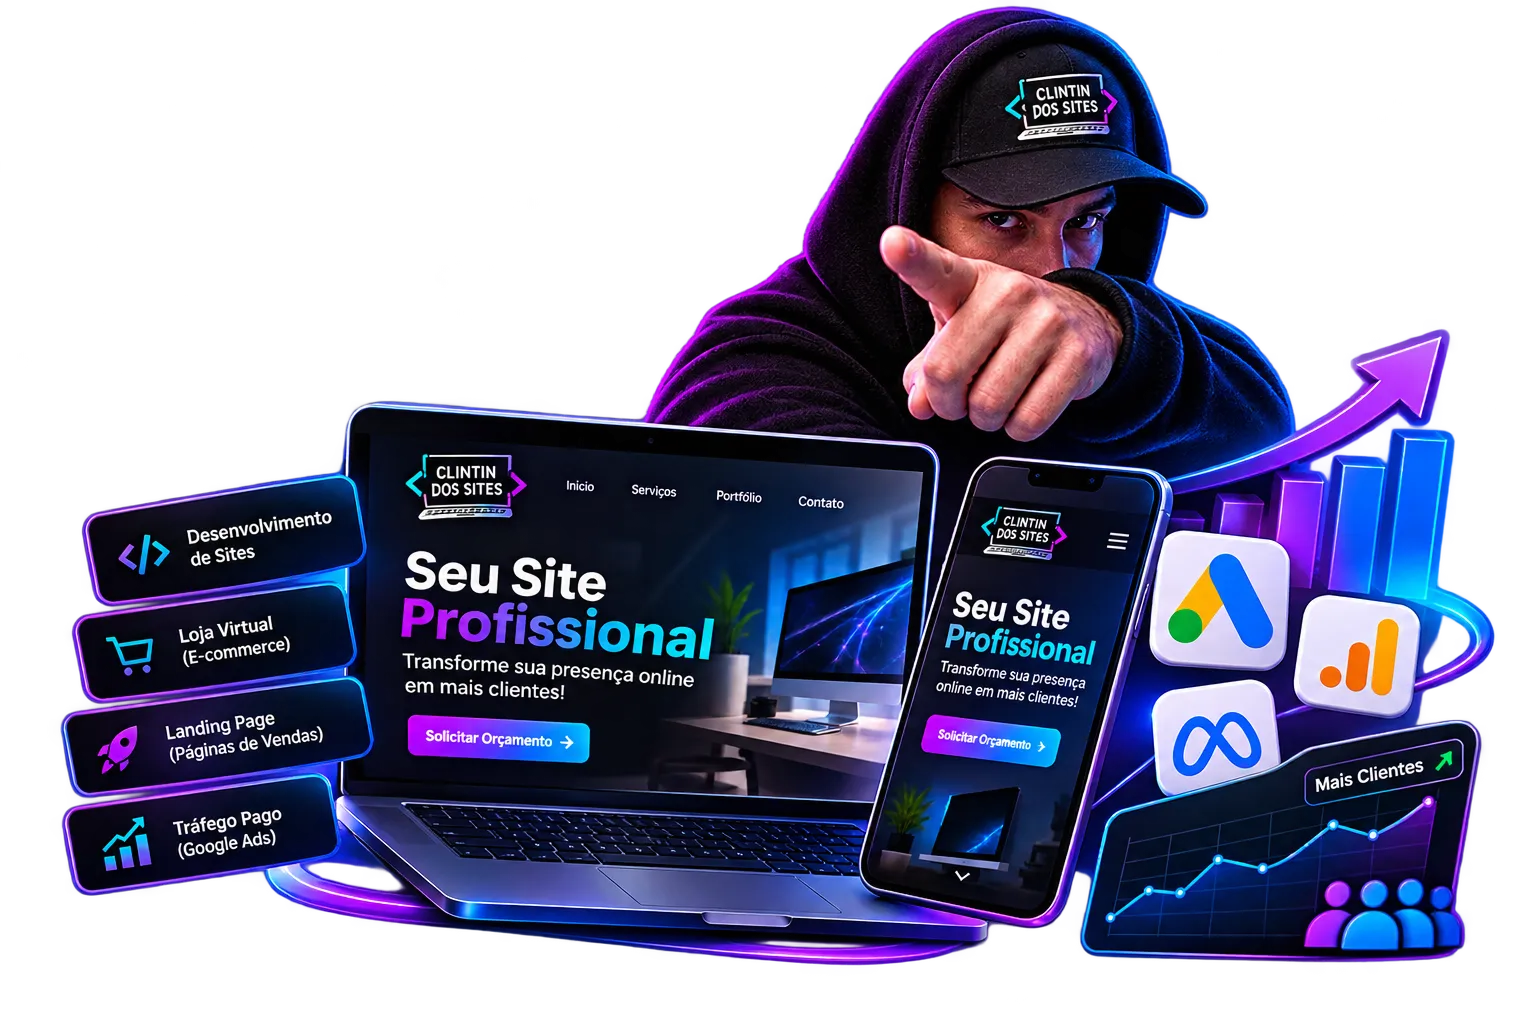 CLINTIN
DOS SITES
CLINTIN
DOS SITES
Inicio
Serviços
Portfólio
Contato
Seu Site
Profissional
Transforme sua presença online
em mais clientes!
Solicitar Orçamento
Desenvolvimento
de Sites
Loja Virtual
(E-commerce)
Landing Page
(Páginas de Vendas)
Tráfego Pago
(Google Ads)
CLINTIN
DOS SITES
Seu Site
Profissional
Transforme sua presença
online em mais clientes!
Solicitar Orçamento
Mais Clientes